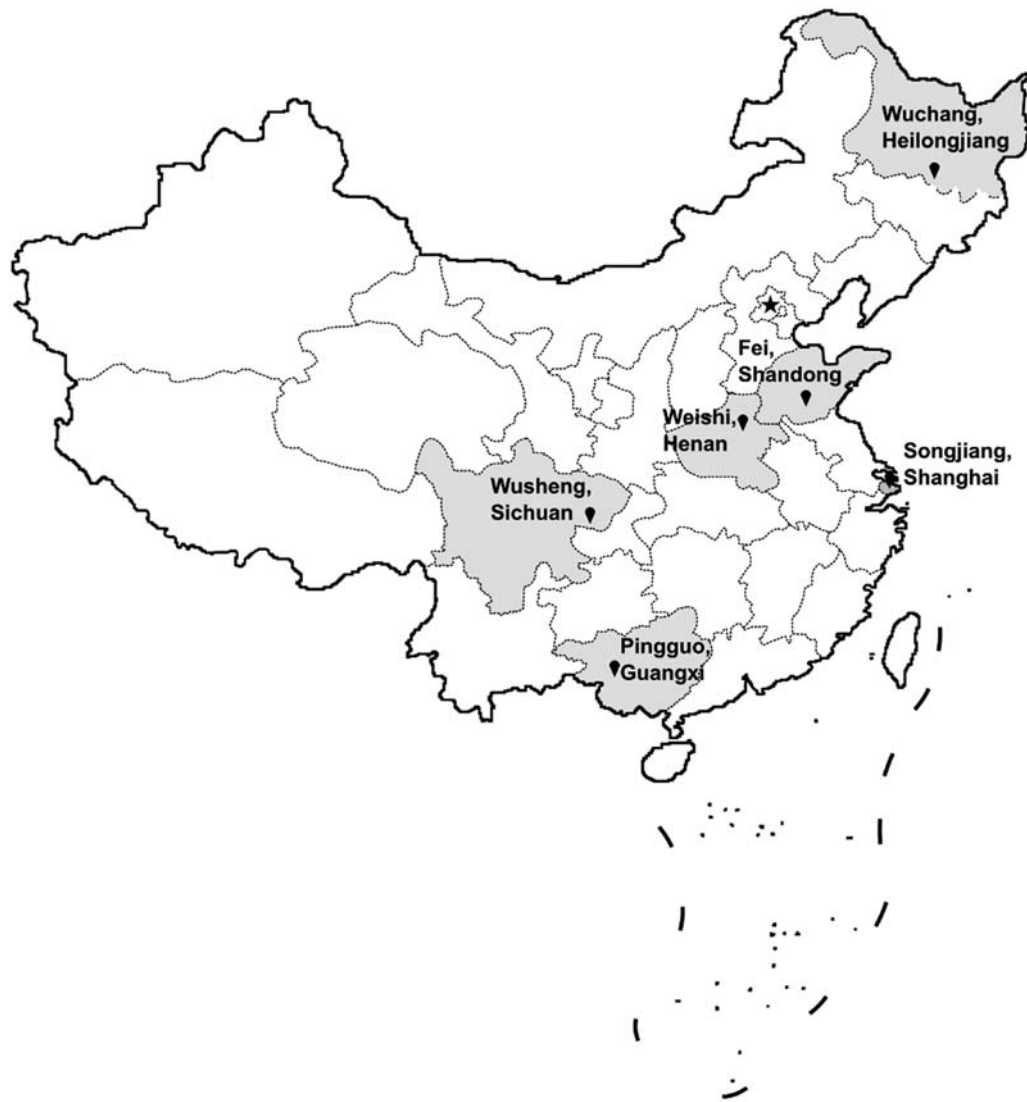 Wuchang,
Heilongjiang
Fei,
Shandong
Weishi,
Henan
Songjiang,
Shanghai
Wusheng,
Sichuan
Pingguo,
Guangxi